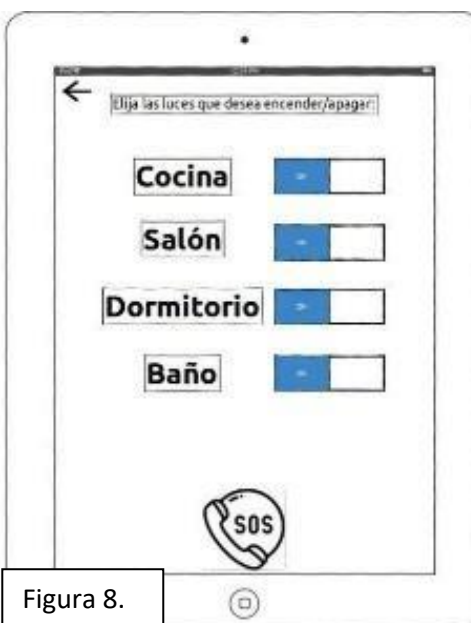 Elija las luces que desea encender/apagar:
Cocina
Salón
Dormitorio
Baño
SOS
Figura 8.